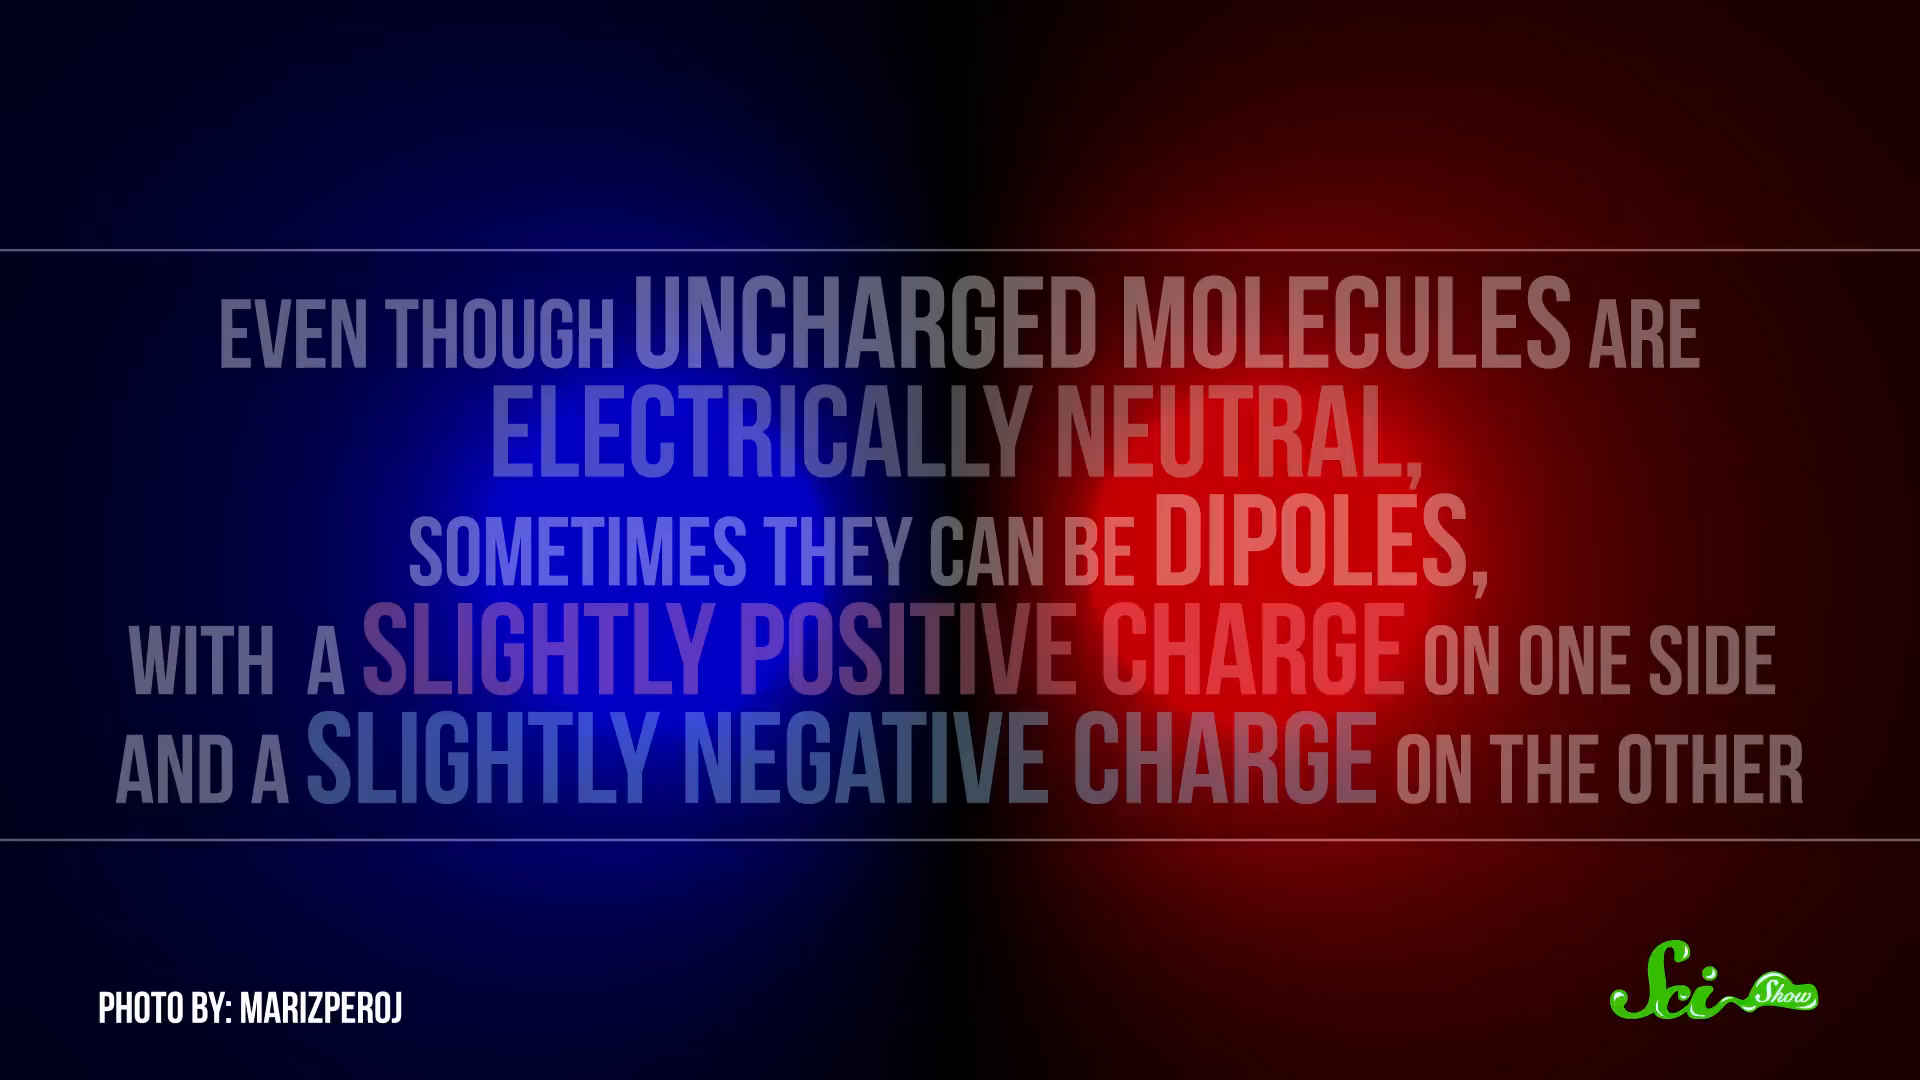 EVEN THOUGH UNCHARGED MOLECULES ARE
ELECTRICALLY NEUTRAL,
SOMETIMES THEY CAN BE DIPOLES,
WITH A SLIGHTLY POSITIVE CHARGE ON ONE SIDE
AND A SLIGHTLY NEGATIVE CHARGE ON THE OTHER
PHOTO BY: MARIZPEROJ
Sci Show